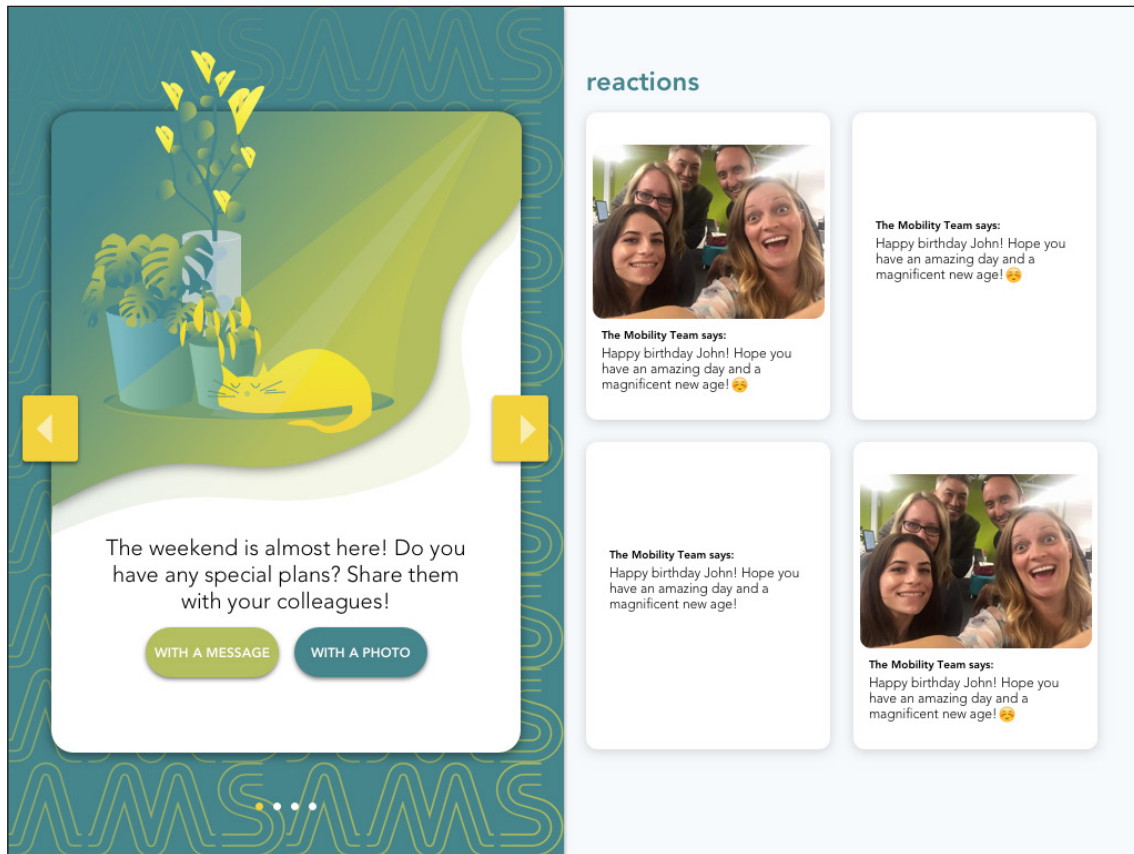 The weekend is almost here! Do you
have any special plans? Share them
with your colleagues!
WITH A MESSAGE
WITH A PHOTO
reactions
The Mobility Team says:
Happy birthday John! Hope you
have an amazing day and a
magnificent new age! ☺️
The Mobility Team says:
Happy birthday John! Hope you
have an amazing day and a
magnificent new age! ☺️
The Mobility Team says:
Happy birthday John! Hope you
have an amazing day and a
magnificent new age!
The Mobility Team says:
Happy birthday John! Hope you
have an amazing day and a
magnificent new age! ☺️